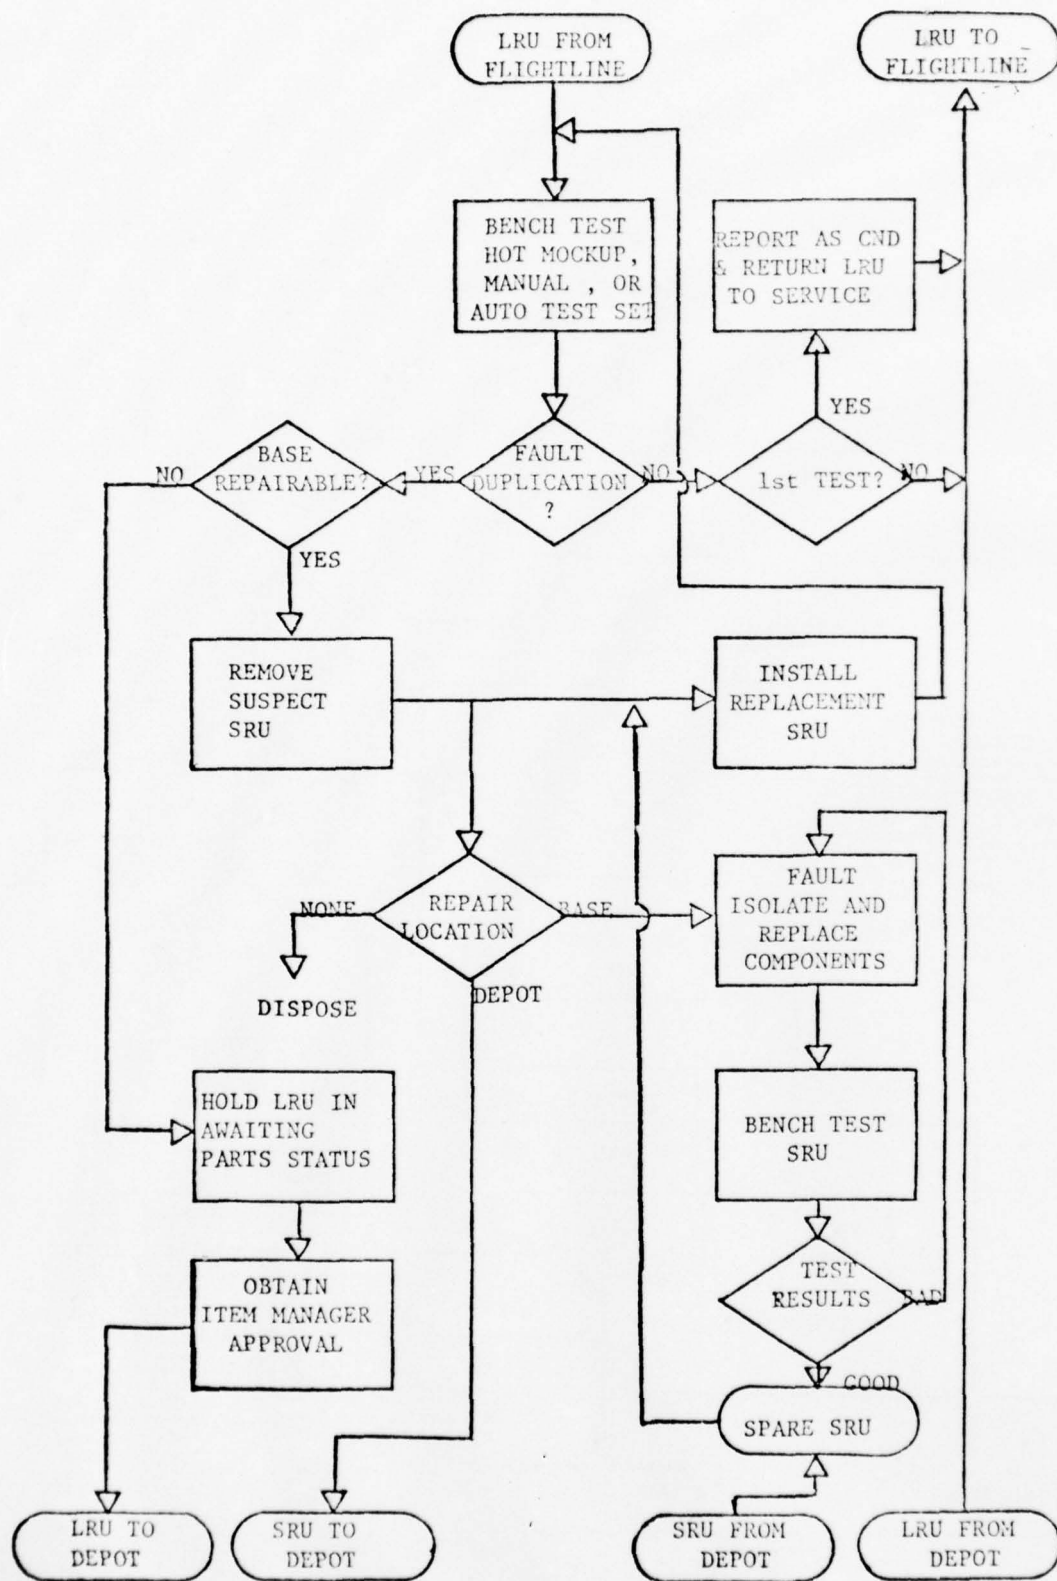 LRU FROM
FLIGHTLINE
LRU TO
FLIGHTLINE
BENCH TEST
HOT MOCKUP,
MANUAL , OR
AUTO TEST SET
REPORT AS CND
& RETURN LRU
TO SERVICE
YES
NO
BASE
REPAIRABLE?
YES
FAULT
DUPLICATION
?
NO
1st TEST?
NO
YES
REMOVE
SUSPECT
SRU
INSTALL
REPLACEMENT
SRU
NONE
REPAIR
LOCATION
BASE
FAULT
ISOLATE AND
REPLACE
COMPONENTS
DISPOSE
DEPOT
HOLD LRU IN
AWAITING
PARTS STATUS
BENCH TEST
SRU
OBTAIN
ITEM MANAGER
APPROVAL
TEST
RESULTS
BAD
GOOD
SPARE SRU
LRU TO
DEPOT
SRU TO
DEPOT
SRU FROM
DEPOT
LRU FROM
DEPOT